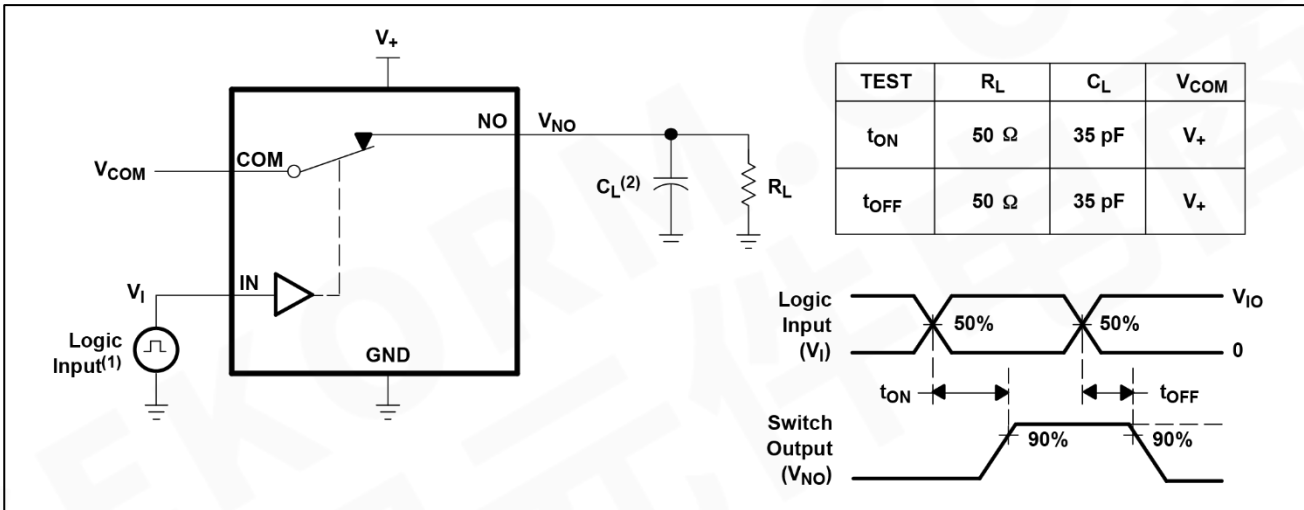 V+
NO
VNO
COM
VCOM
CL(2)
RL
IN
VI
Logic
Input(1)
GND
TEST RL CL VCOM
tON 50 Ω 35 pF V+
tOFF 50 Ω 35 pF V+
Logic
Input
(VI)
50%
50%
VIO
0
tON
tOFF
Switch
Output
(VNO)
90%
90%